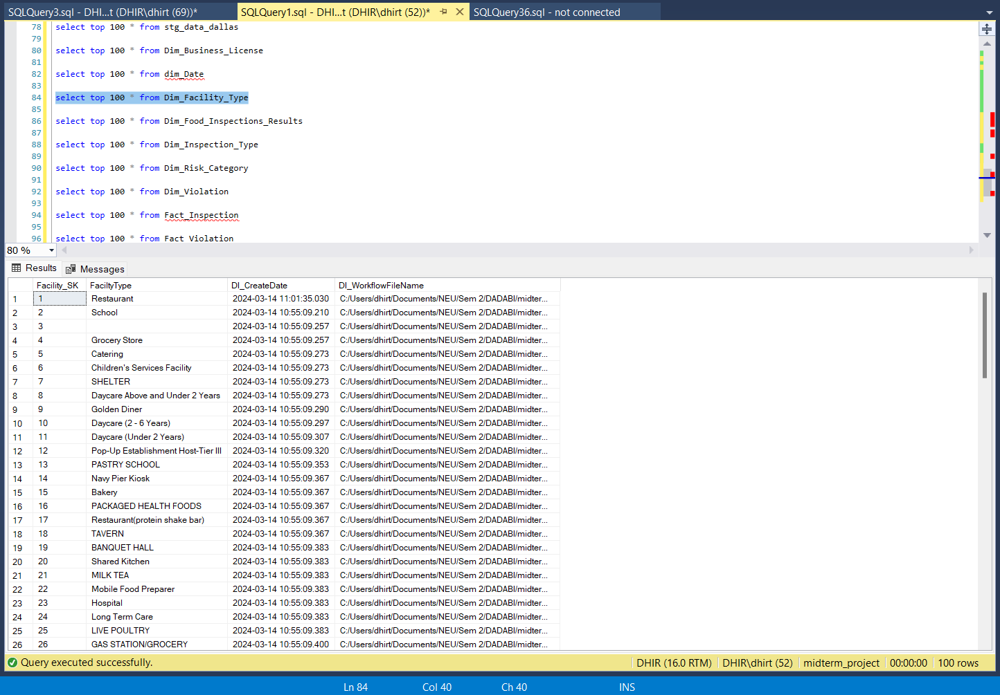 SQLQuery3.sql - DHI...t (DHIR\dhirt (69))* SQLQuery1.sql - DHI...t (DHIR\dhirt (52))* SQLQuery36.sql - not connected
78 select top 100 * from stg_data_dallas
79
80 select top 100 * from Dim_Business_License
81
82 select top 100 * from dim_Date
83
84 select top 100 * from Dim_Facility_Type
85
86 select top 100 * from Dim_Food_Inspections_Results
87
88 select top 100 * from Dim_Inspection_Type
89
90 select top 100 * from Dim_Risk_Category
91
92 select top 100 * from Dim_Violation
93
94 select top 100 * from Fact_Inspection
95
96 select top 100 * from Fact_Violation
80 %
Results Messages
Facility_SK FaciltyType DI_CreateDate DI_WorkflowFileName
1 1 Restaurant 2024-03-14 11:01:35.030 C:/Users/dhirt/Documents/NEU/Sem 2/DADABI/midter...
2 2 School 2024-03-14 10:55:09.210 C:/Users/dhirt/Documents/NEU/Sem 2/DADABI/midter...
3 3 2024-03-14 10:55:09.257 C:/Users/dhirt/Documents/NEU/Sem 2/DADABI/midter...
4 4 Grocery Store 2024-03-14 10:55:09.257 C:/Users/dhirt/Documents/NEU/Sem 2/DADABI/midter...
5 5 Catering 2024-03-14 10:55:09.273 C:/Users/dhirt/Documents/NEU/Sem 2/DADABI/midter...
6 6 Children's Services Facility 2024-03-14 10:55:09.273 C:/Users/dhirt/Documents/NEU/Sem 2/DADABI/midter...
7 7 SHELTER 2024-03-14 10:55:09.273 C:/Users/dhirt/Documents/NEU/Sem 2/DADABI/midter...
8 8 Daycare Above and Under 2 Years 2024-03-14 10:55:09.273 C:/Users/dhirt/Documents/NEU/Sem 2/DADABI/midter...
9 9 Golden Diner 2024-03-14 10:55:09.290 C:/Users/dhirt/Documents/NEU/Sem 2/DADABI/midter...
10 10 Daycare (2 - 6 Years) 2024-03-14 10:55:09.297 C:/Users/dhirt/Documents/NEU/Sem 2/DADABI/midter...
11 11 Daycare (Under 2 Years) 2024-03-14 10:55:09.307 C:/Users/dhirt/Documents/NEU/Sem 2/DADABI/midter...
12 12 Pop-Up Establishment Host-Tier III 2024-03-14 10:55:09.320 C:/Users/dhirt/Documents/NEU/Sem 2/DADABI/midter...
13 13 PASTRY SCHOOL 2024-03-14 10:55:09.353 C:/Users/dhirt/Documents/NEU/Sem 2/DADABI/midter...
14 14 Navy Pier Kiosk 2024-03-14 10:55:09.367 C:/Users/dhirt/Documents/NEU/Sem 2/DADABI/midter...
15 15 Bakery 2024-03-14 10:55:09.367 C:/Users/dhirt/Documents/NEU/Sem 2/DADABI/midter...
16 16 PACKAGED HEALTH FOODS 2024-03-14 10:55:09.367 C:/Users/dhirt/Documents/NEU/Sem 2/DADABI/midter...
17 17 Restaurant(protein shake bar) 2024-03-14 10:55:09.367 C:/Users/dhirt/Documents/NEU/Sem 2/DADABI/midter...
18 18 TAVERN 2024-03-14 10:55:09.367 C:/Users/dhirt/Documents/NEU/Sem 2/DADABI/midter...
19 19 BANQUET HALL 2024-03-14 10:55:09.383 C:/Users/dhirt/Documents/NEU/Sem 2/DADABI/midter...
20 20 Shared Kitchen 2024-03-14 10:55:09.383 C:/Users/dhirt/Documents/NEU/Sem 2/DADABI/midter...
21 21 MILK TEA 2024-03-14 10:55:09.383 C:/Users/dhirt/Documents/NEU/Sem 2/DADABI/midter...
22 22 Mobile Food Preparer 2024-03-14 10:55:09.383 C:/Users/dhirt/Documents/NEU/Sem 2/DADABI/midter...
23 23 Hospital 2024-03-14 10:55:09.383 C:/Users/dhirt/Documents/NEU/Sem 2/DADABI/midter...
24 24 Long Term Care 2024-03-14 10:55:09.383 C:/Users/dhirt/Documents/NEU/Sem 2/DADABI/midter...
25 25 LIVE POULTRY 2024-03-14 10:55:09.383 C:/Users/dhirt/Documents/NEU/Sem 2/DADABI/midter...
26 26 GAS STATION/GROCERY 2024-03-14 10:55:09.400 C:/Users/dhirt/Documents/NEU/Sem 2/DADABI/midter...
Query executed successfully. DHIR (16.0 RTM) DHIR\dhirt (52) midterm_project 00:00:00 100 rows
Ln 84 Col 40 Ch 40 INS